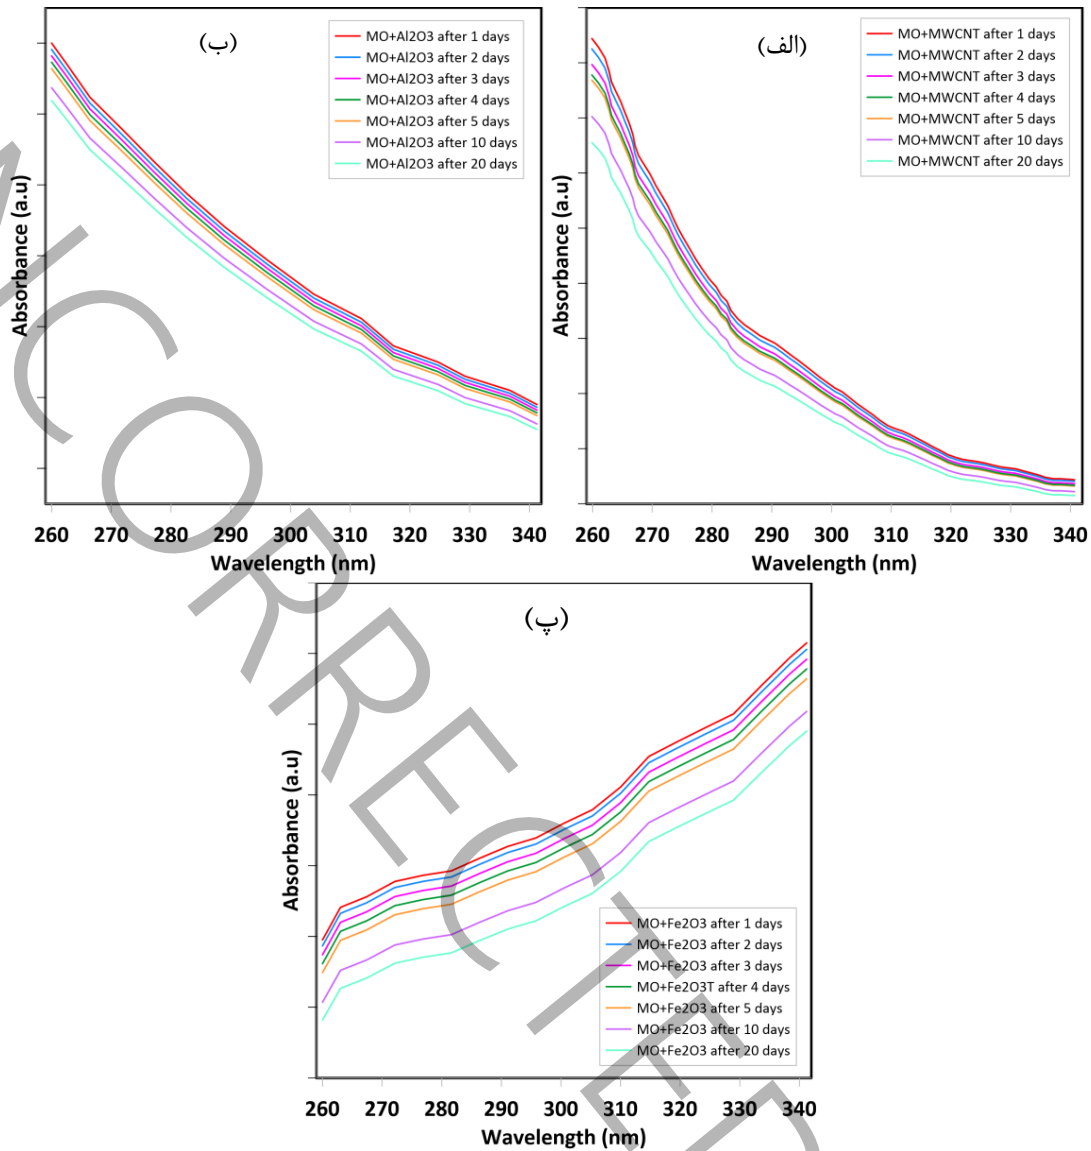 (ب)
MO+Al2O3 after 1 days
MO+Al2O3 after 2 days
MO+Al2O3 after 3 days
MO+Al2O3 after 4 days
MO+Al2O3 after 5 days
MO+Al2O3 after 10 days
MO+Al2O3 after 20 days
Absorbance (a.u)
260 270 280 290 300 310 320 330 340
Wavelength (nm)
(الف)
MO+MWCNT after 1 days
MO+MWCNT after 2 days
MO+MWCNT after 3 days
MO+MWCNT after 4 days
MO+MWCNT after 5 days
MO+MWCNT after 10 days
MO+MWCNT after 20 days
Absorbance (a.u)
260 270 280 290 300 310 320 330 340
Wavelength (nm)
(پ)
Absorbance (a.u)
MO+Fe2O3 after 1 days
MO+Fe2O3 after 2 days
MO+Fe2O3 after 3 days
MO+Fe2O3T after 4 days
MO+Fe2O3 after 5 days
MO+Fe2O3 after 10 days
MO+Fe2O3 after 20 days
260 270 280 290 300 310 320 330 340
Wavelength (nm)